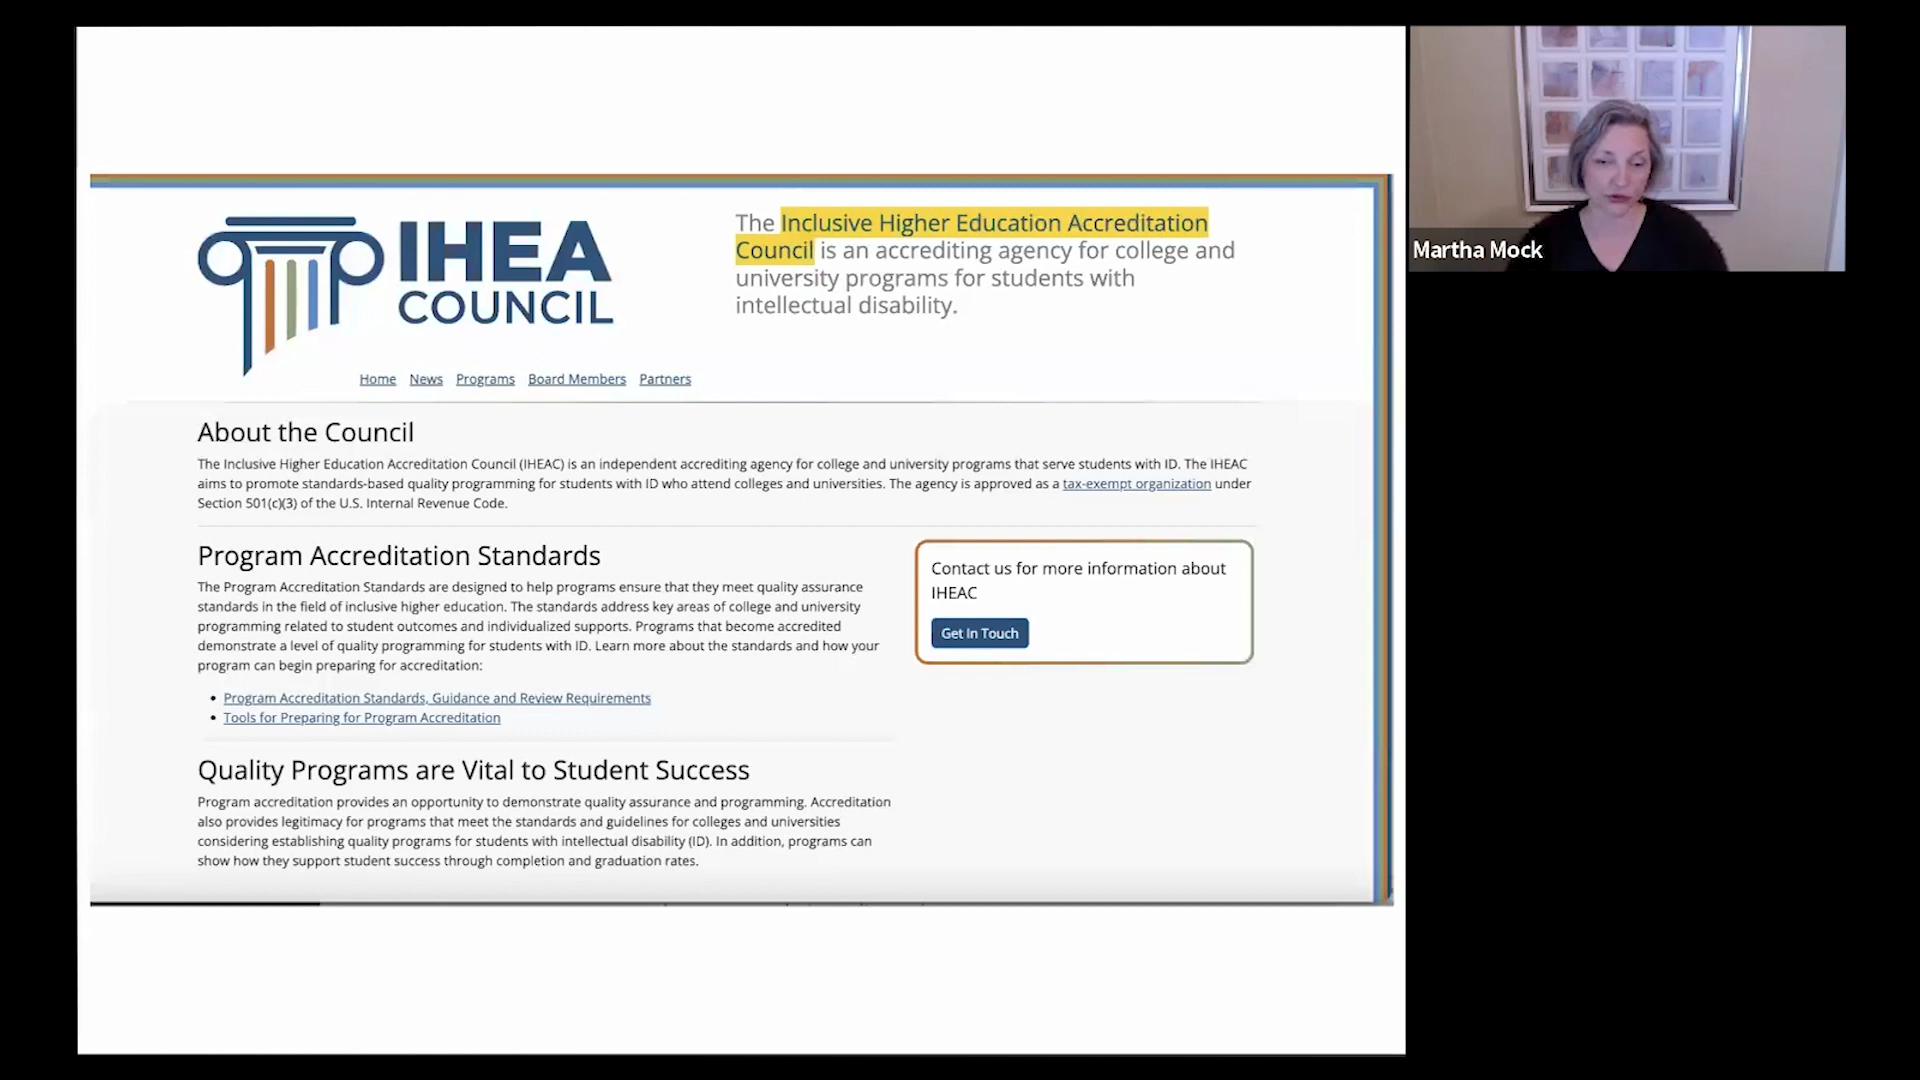 IHEA
COUNCIL
The Inclusive Higher Education Accreditation
Council is an accrediting agency for college and
university programs for students with
intellectual disability.
Home News Programs Board Members Partners
About the Council
The Inclusive Higher Education Accreditation Council (IHEAC) is an independent accrediting agency for college and university programs that serve students with ID. The IHEAC
aims to promote standards-based quality programming for students with ID who attend colleges and universities. The agency is approved as a tax-exempt organization under
Section 501(c)(3) of the U.S. Internal Revenue Code.
Program Accreditation Standards
The Program Accreditation Standards are designed to help programs ensure that they meet quality assurance
standards in the field of inclusive higher education. The standards address key areas of college and university
programming related to student outcomes and individualized supports. Programs that become accredited
demonstrate a level of quality programming for students with ID. Learn more about the standards and how your
program can begin preparing for accreditation:
• Program Accreditation Standards, Guidance and Review Requirements
• Tools for Preparing for Program Accreditation
Contact us for more information about
IHEAC
Get In Touch
Quality Programs are Vital to Student Success
Program accreditation provides an opportunity to demonstrate quality assurance and programming. Accreditation
also provides legitimacy for programs that meet the standards and guidelines for colleges and universities
considering establishing quality programs for students with intellectual disability (ID). In addition, programs can
show how they support student success through completion and graduation rates.
Martha Mock